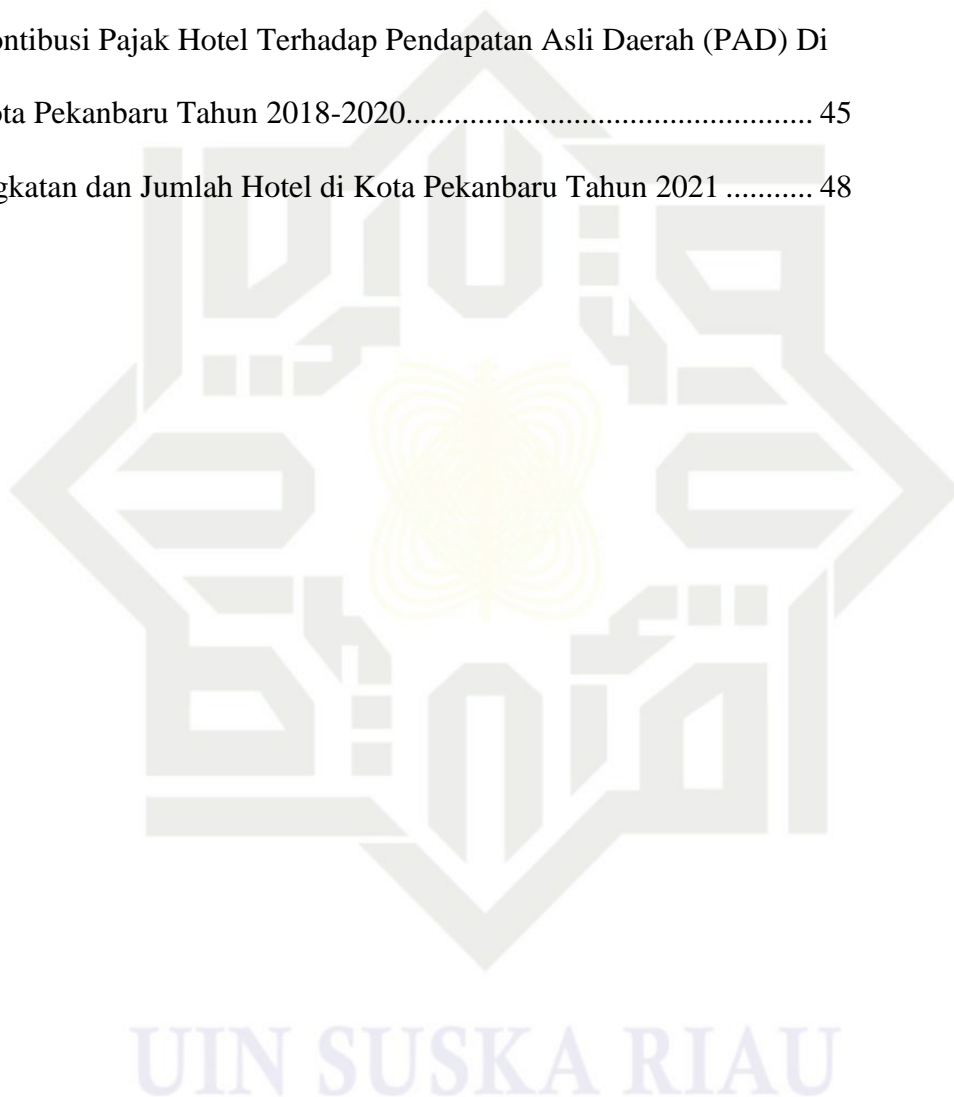 ontibusi Pajak Hotel Terhadap Pendapatan Asli Daerah (PAD) Di
ota Pekanbaru Tahun 2018-2020................................................. 45
gkatan dan Jumlah Hotel di Kota Pekanbaru Tahun 2021 ........... 48
UIN SUSKA RIAU